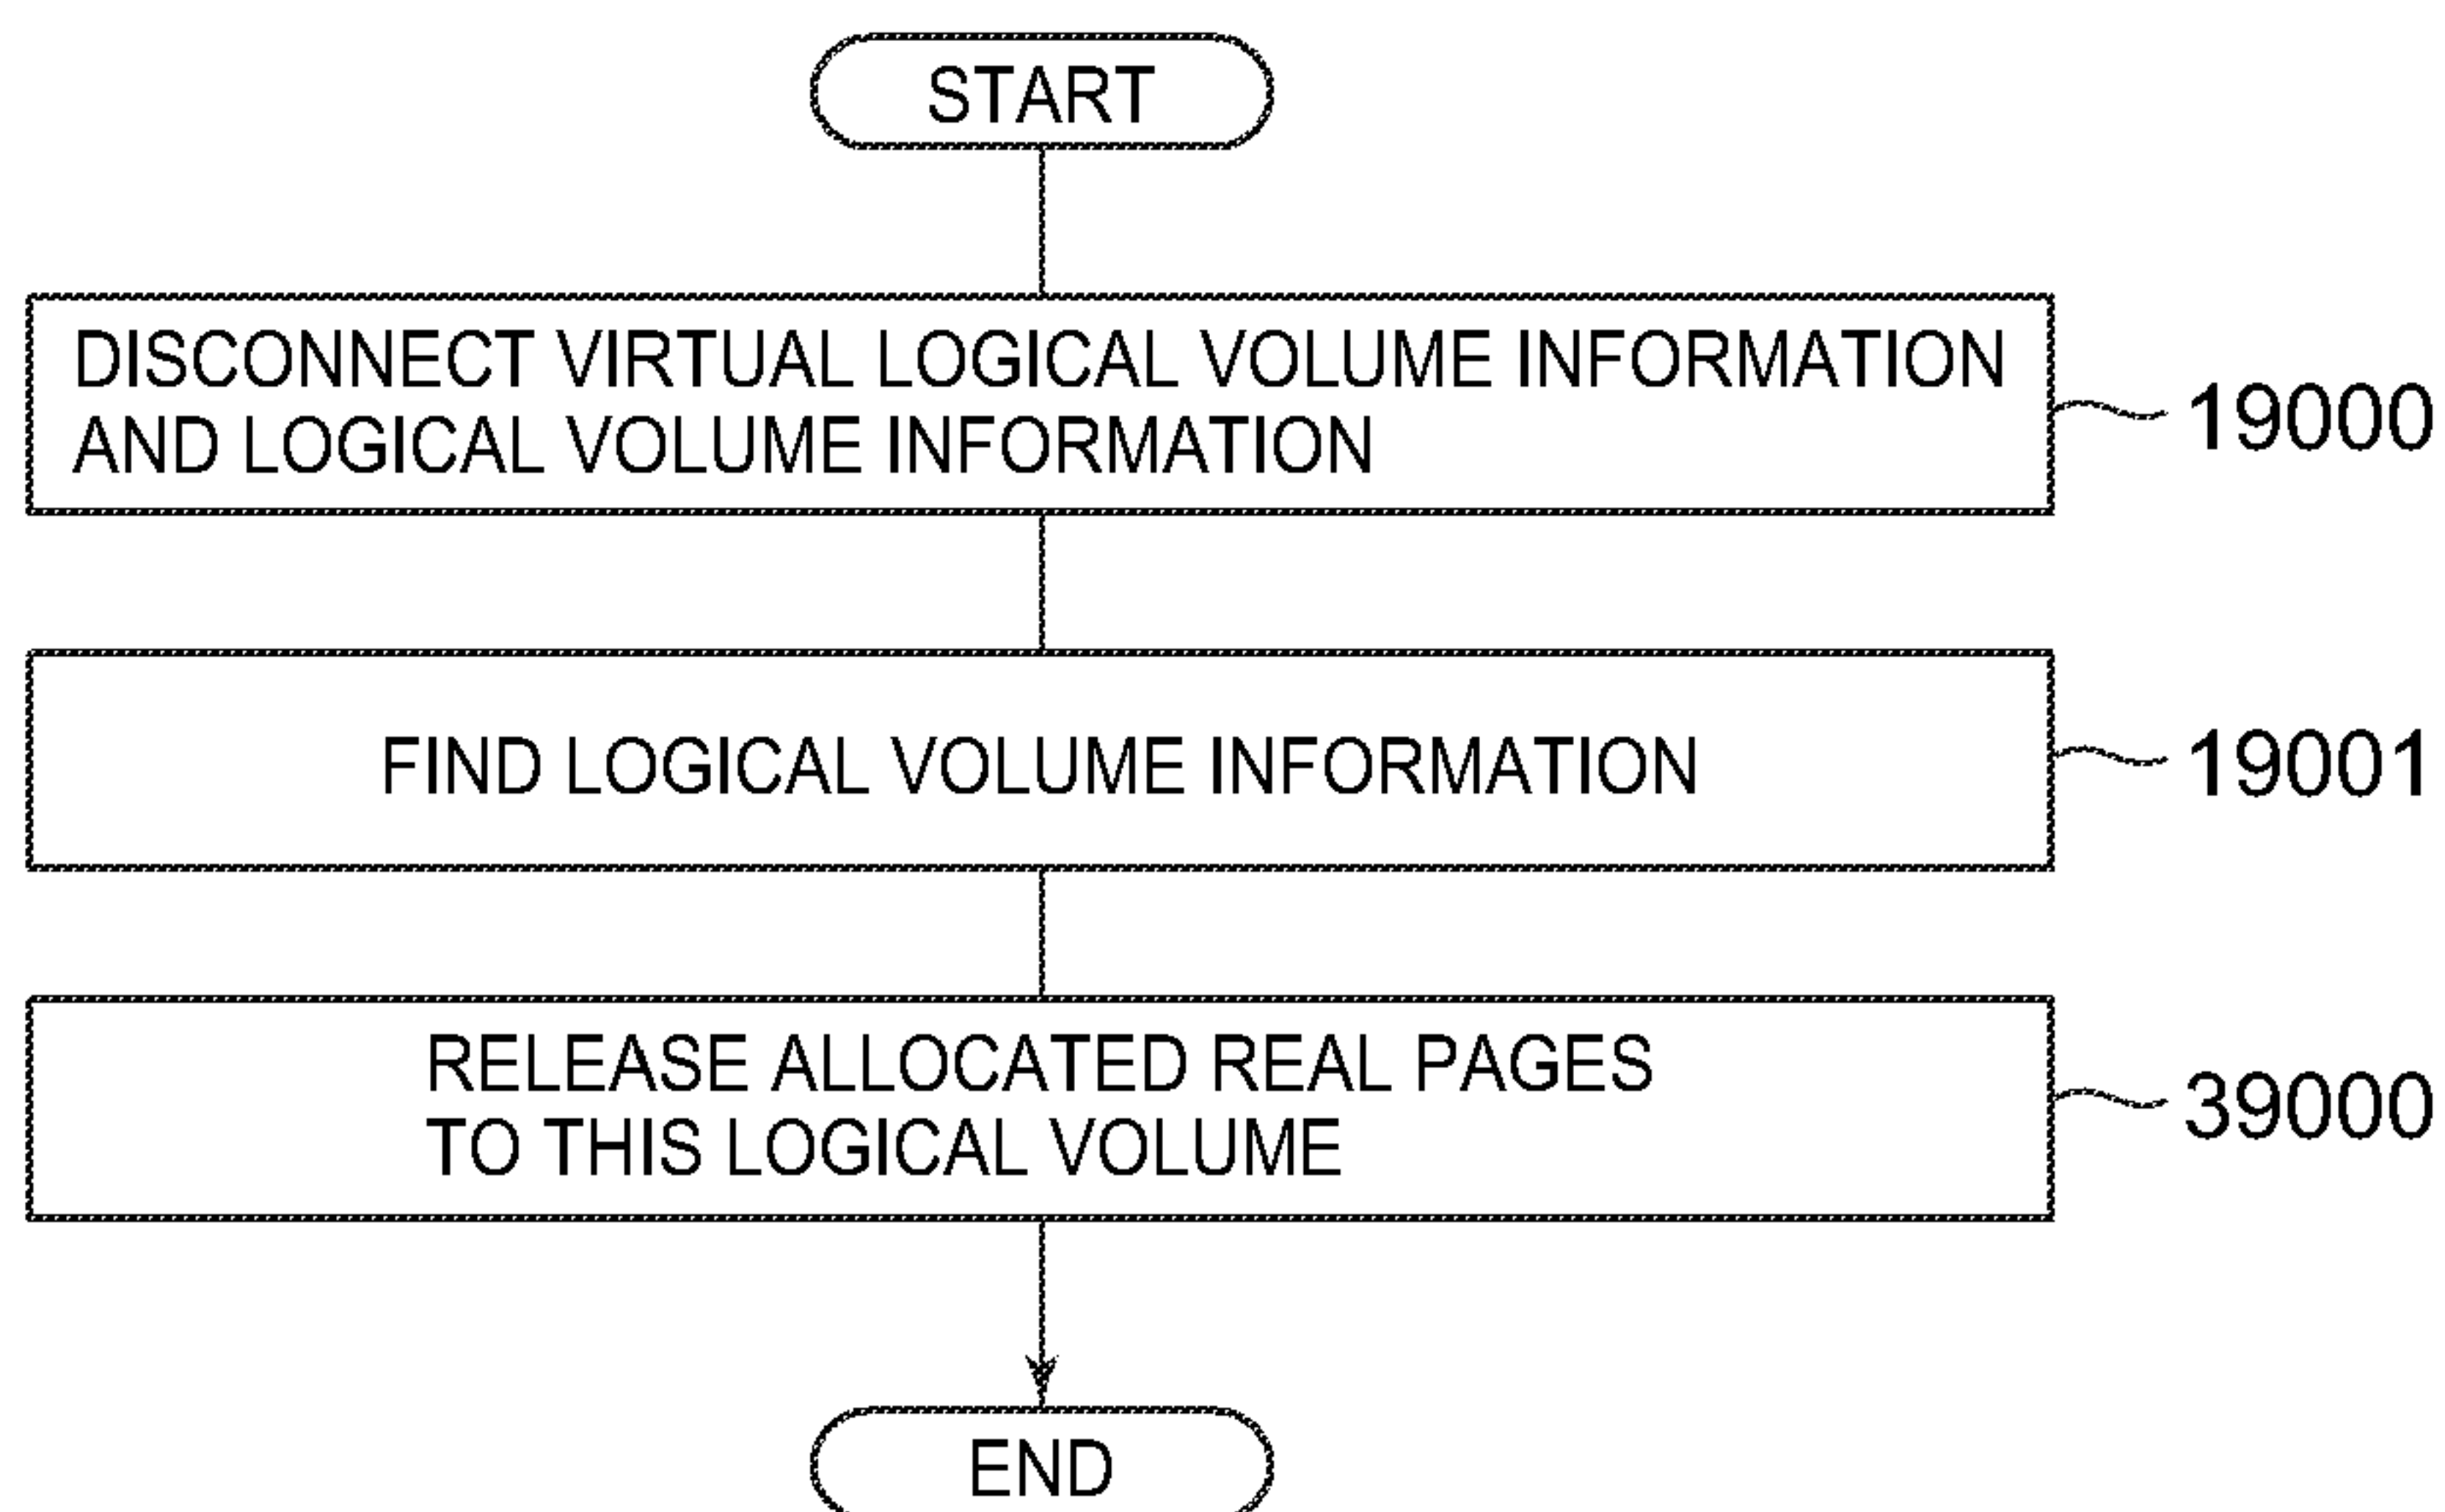 START
DISCONNECT VIRTUAL LOGICAL VOLUME INFORMATION
AND LOGICAL VOLUME INFORMATION
19000
FIND LOGICAL VOLUME INFORMATION
19001
RELEASE ALLOCATED REAL PAGES
TO THIS LOGICAL VOLUME
39000
END